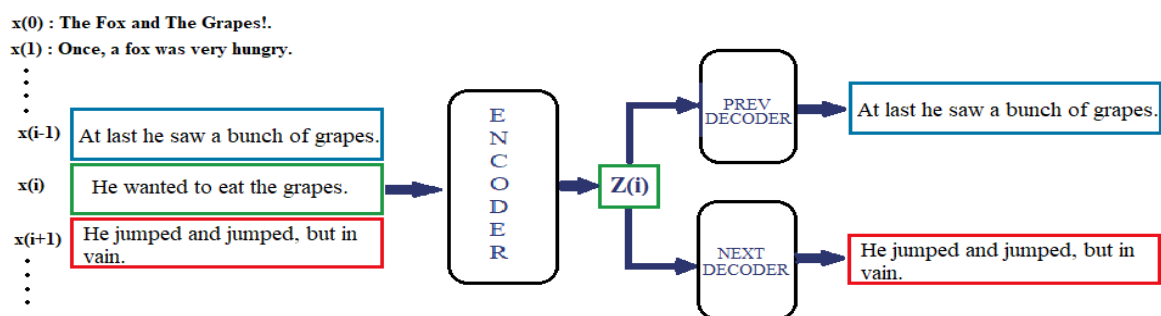 x(0) : The Fox and The Grapes!.
x(1) : Once, a fox was very hungry.
x(i-1)
At last he saw a bunch of grapes.
x(i)
He wanted to eat the grapes.
x(i+1)
He jumped and jumped, but in
vain.
ENCODER
Z(i)
PREV
DECODER
At last he saw a bunch of grapes.
NEXT
DECODER
He jumped and jumped, but in
vain.